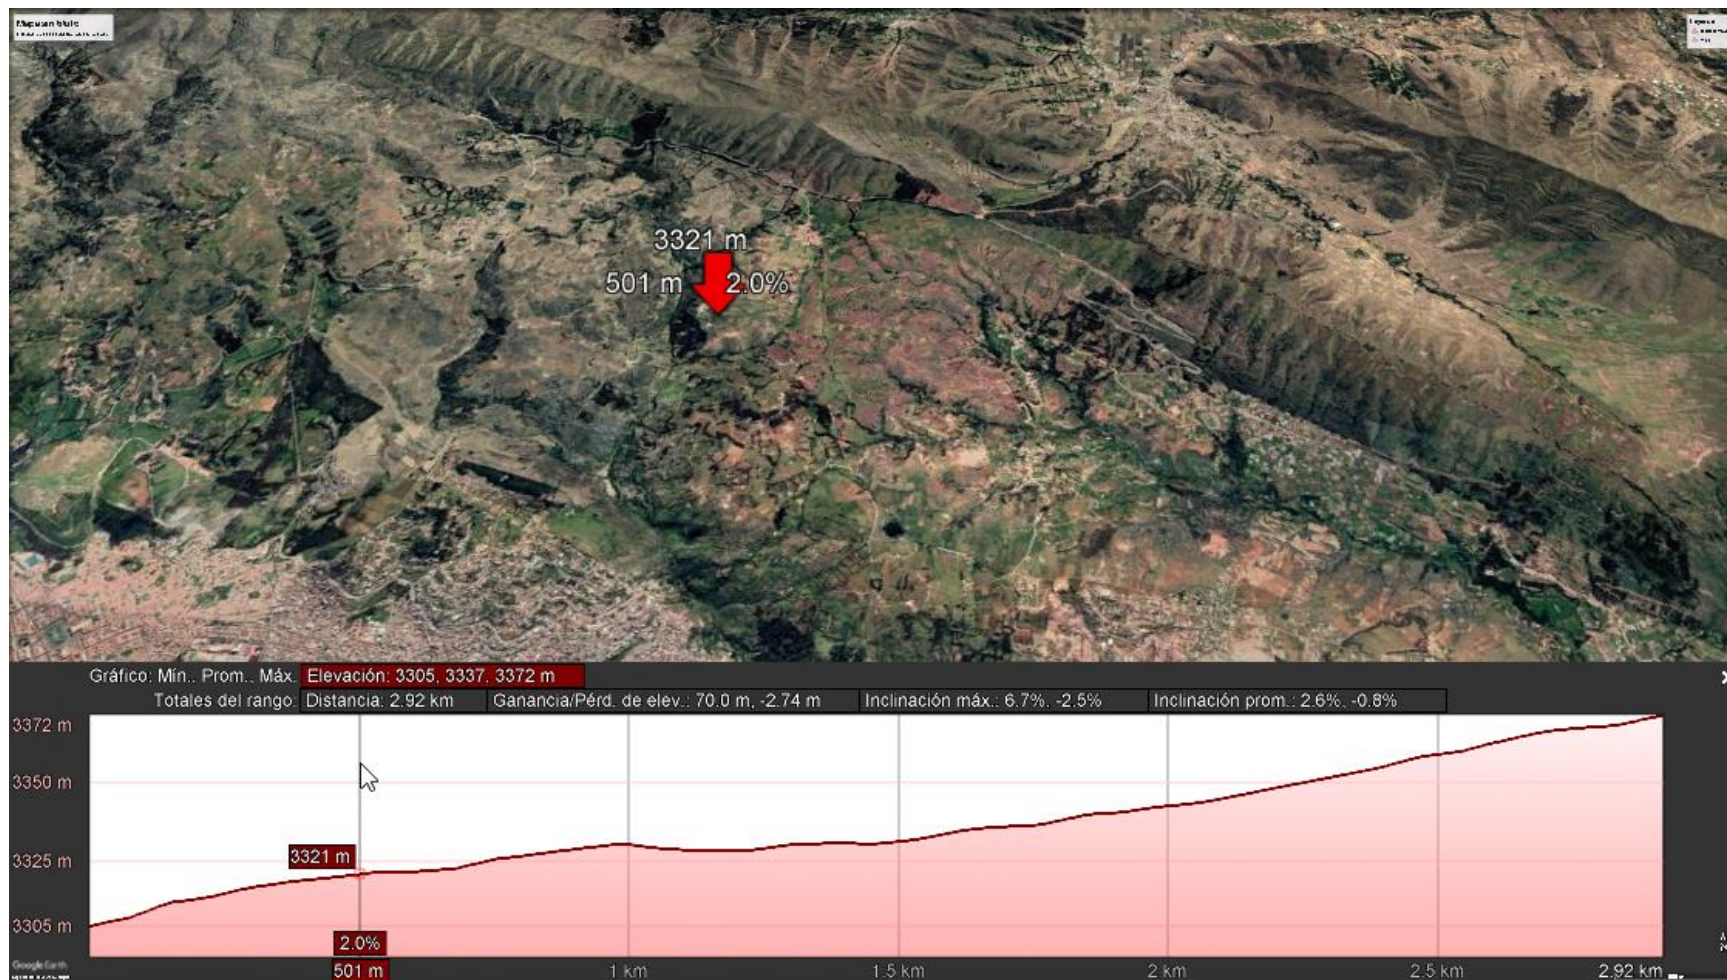 3321 m
501 m 2.0%
Gráfico: Mín.. Prom.. Máx. Elevación: 3305, 3337, 3372 m
Totales del rango: Distancia: 2.92 km Ganancia/Pérd. de elev.: 70.0 m, -2.74 m Inclinación máx.: 6.7%, -2.5% Inclinación prom.: 2.6%, -0.8%
3372 m
3350 m
3321 m
3325 m
3305 m
2.0%
Google Earth
501 m 1 km 1.5 km 2 km 2.5 km 2.92 km